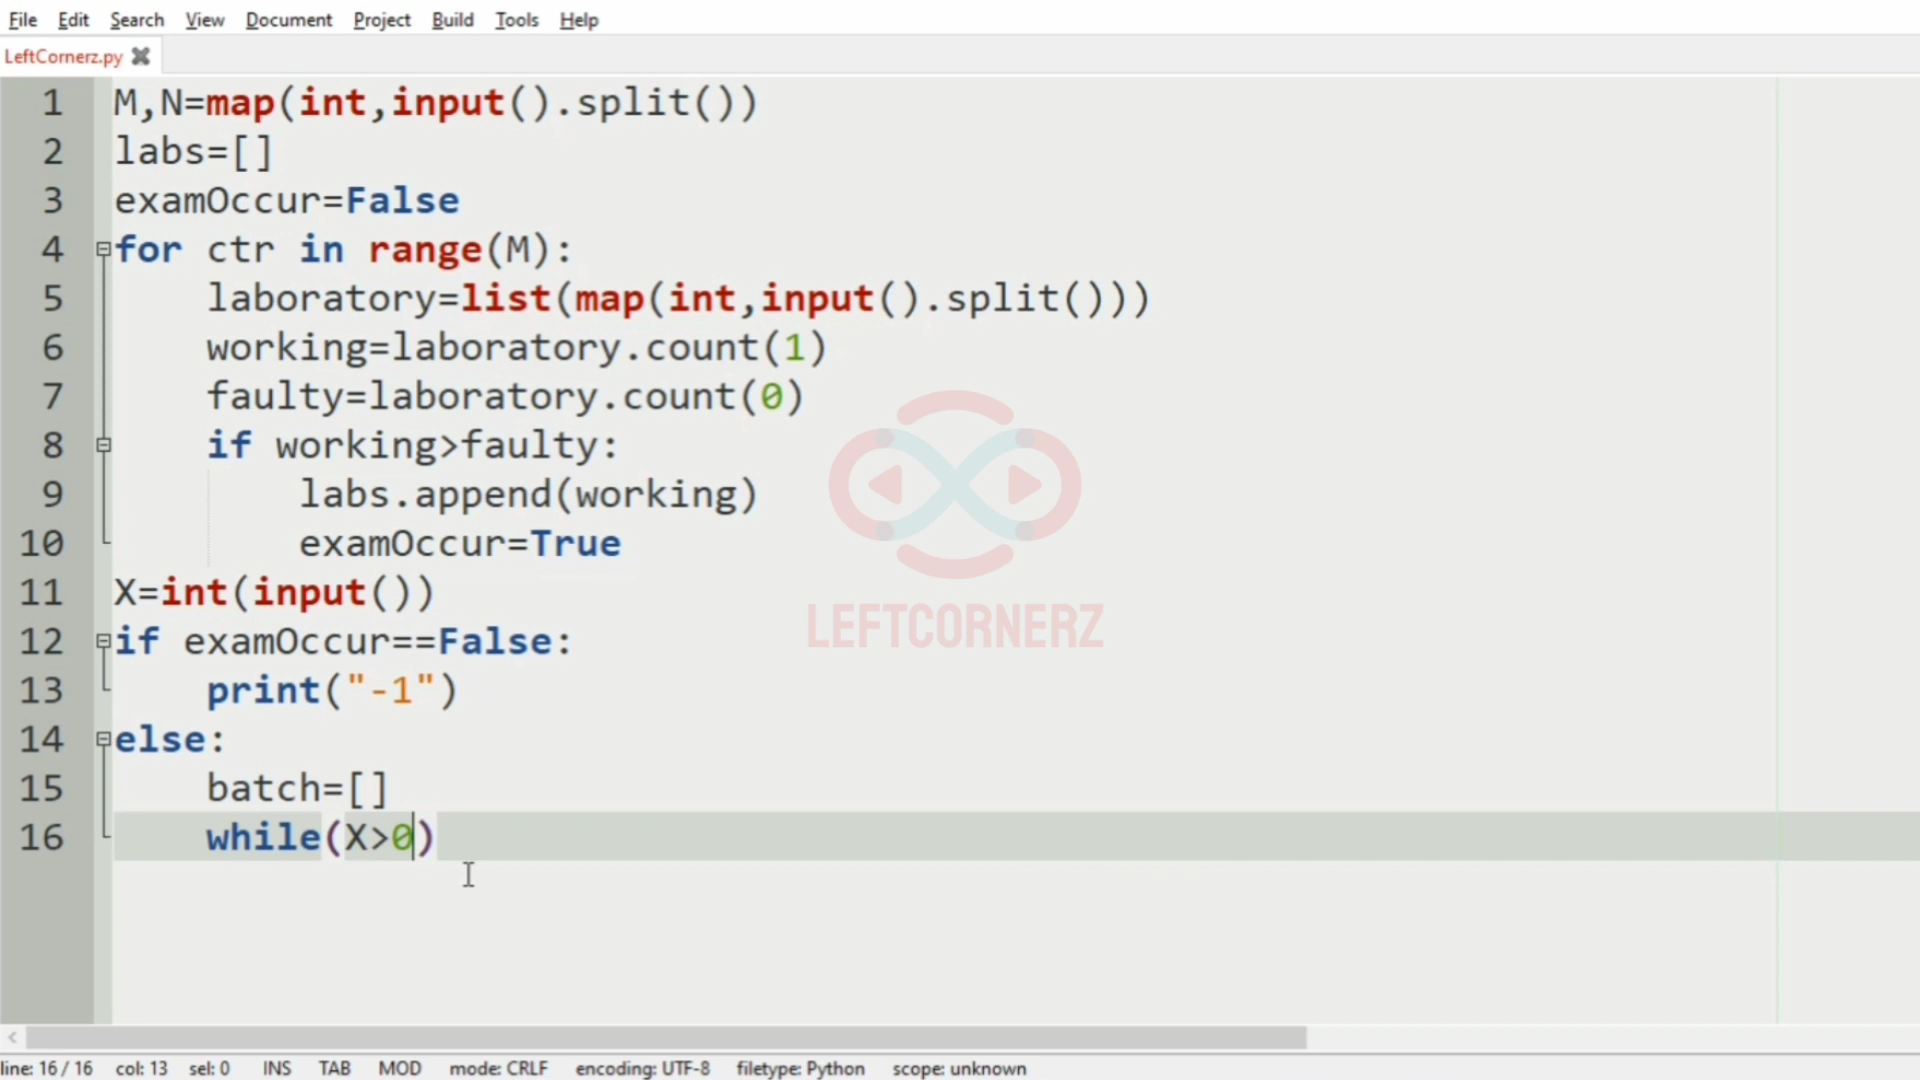 File Edit Search View Document Project Build Tools Help
LeftCornerz.py
1 M,N=map(int,input().split())
2 labs=[]
3 examOccur=False
4 for ctr in range(M):
5     laboratory=list(map(int,input().split()))
6     working=laboratory.count(1)
7     faulty=laboratory.count(0)
8     if working>faulty:
9         labs.append(working)
10         examOccur=True
11 X=int(input())
12 if examOccur==False:
13     print("-1")
14 else:
15     batch=[]
16     while(X>0)
LEFTCORNERZ
line: 16 / 16 col: 13 sel: 0 INS TAB MOD mode: CRLF encoding: UTF-8 filetype: Python scope: unknown